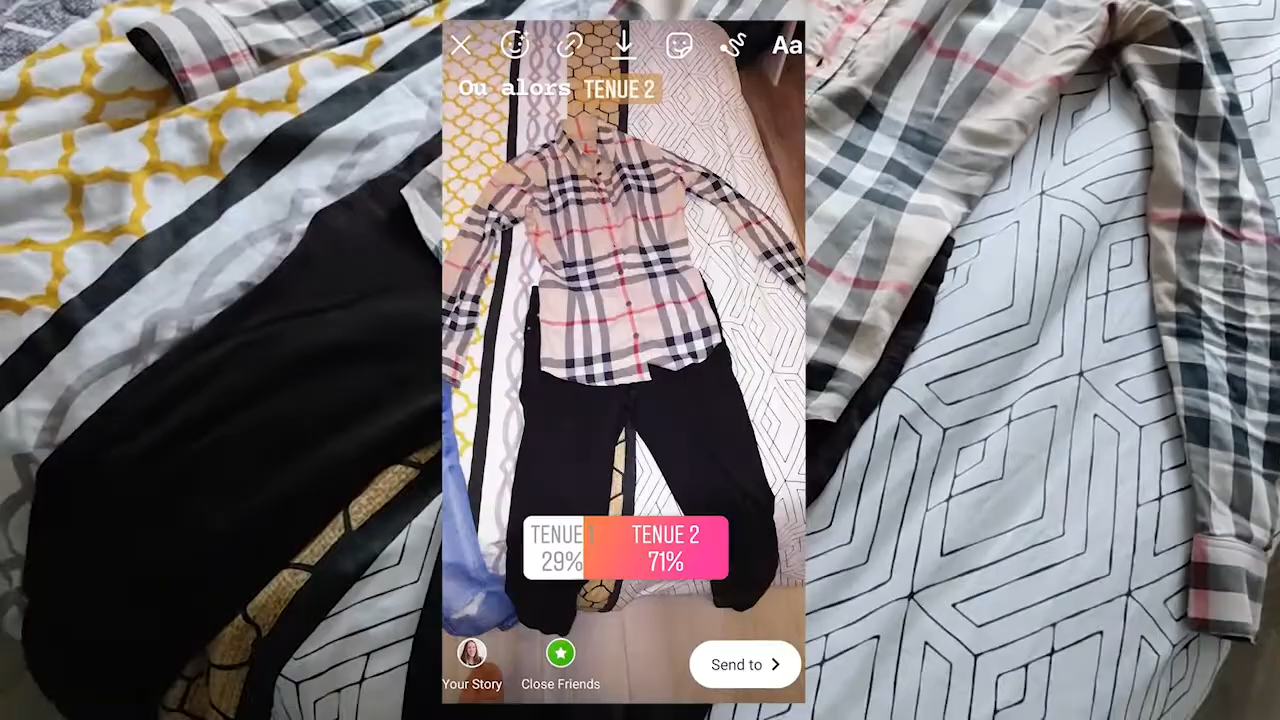 Aa
Ou alors TENUE 2
TENUE 1 TENUE 2
29% 71%
Your Story Close Friends Send to